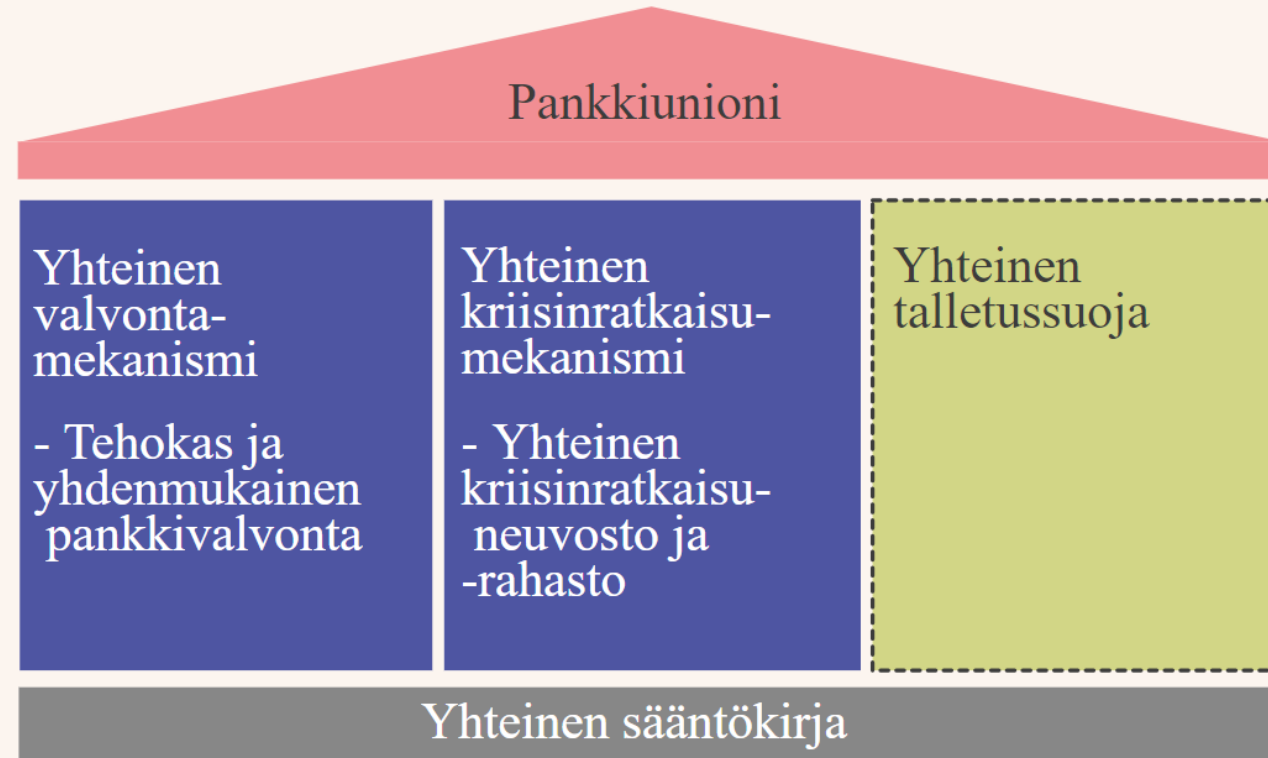 Pankkiunioni
Yhteinen
valvonta-
mekanismi
- Tehokas ja
yhdenmukainen
pankkivalvonta
Yhteinen
kriisinratkaisu-
mekanismi
- Yhteinen
kriisinratkaisu-
neuvosto ja
-rahasto
Yhteinen
talletussuoja
Yhteinen sääntökirja